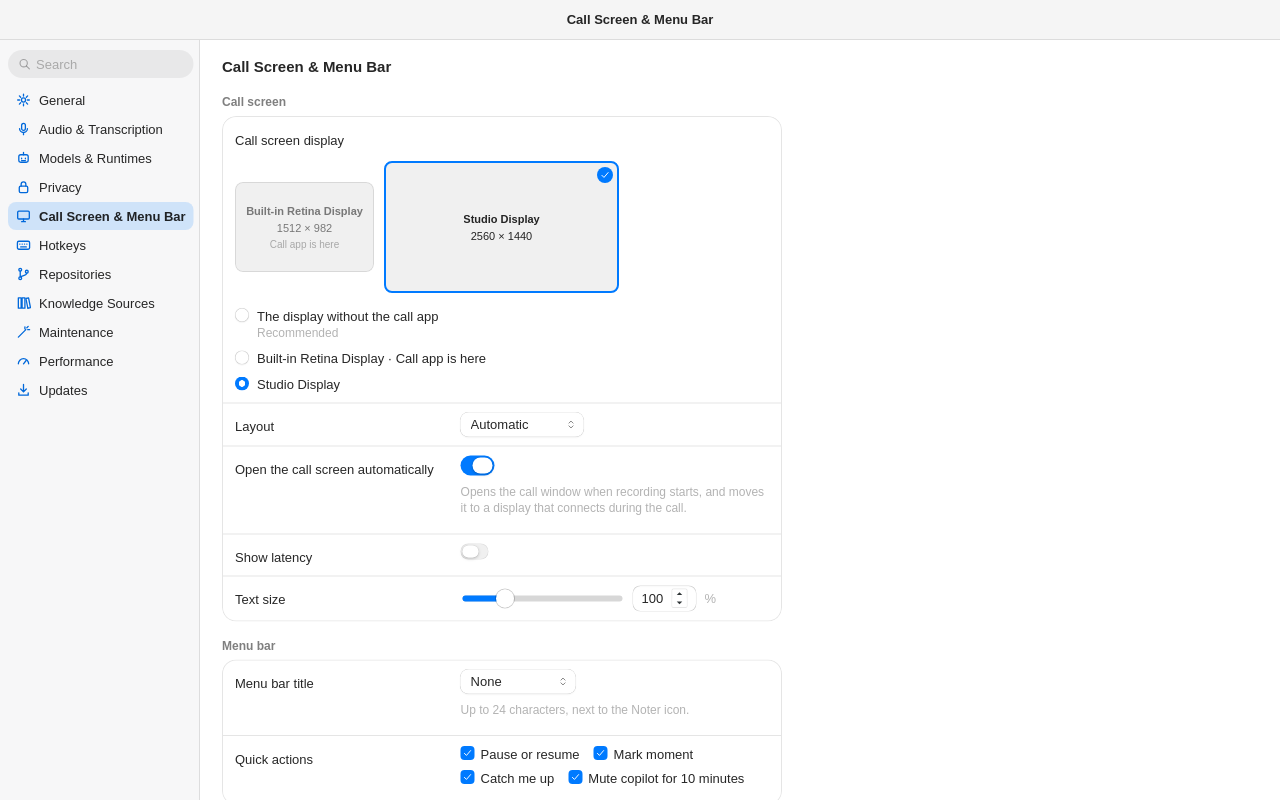 Call Screen & Menu Bar
Search
General
Audio & Transcription
Models & Runtimes
Privacy
Call Screen & Menu Bar
Hotkeys
Repositories
Knowledge Sources
Maintenance
Performance
Updates
Call Screen & Menu Bar
Call screen
Call screen display
Built-in Retina Display
1512 × 982
Call app is here
Studio Display
2560 × 1440
The display without the call app
Recommended
Built-in Retina Display · Call app is here
Studio Display
Layout
Automatic
Open the call screen automatically
Opens the call window when recording starts, and moves
it to a display that connects during the call.
Show latency
Text size
100 %
Menu bar
Menu bar title
None
Up to 24 characters, next to the Noter icon.
Quick actions
Pause or resume Mark moment
Catch me up Mute copilot for 10 minutes